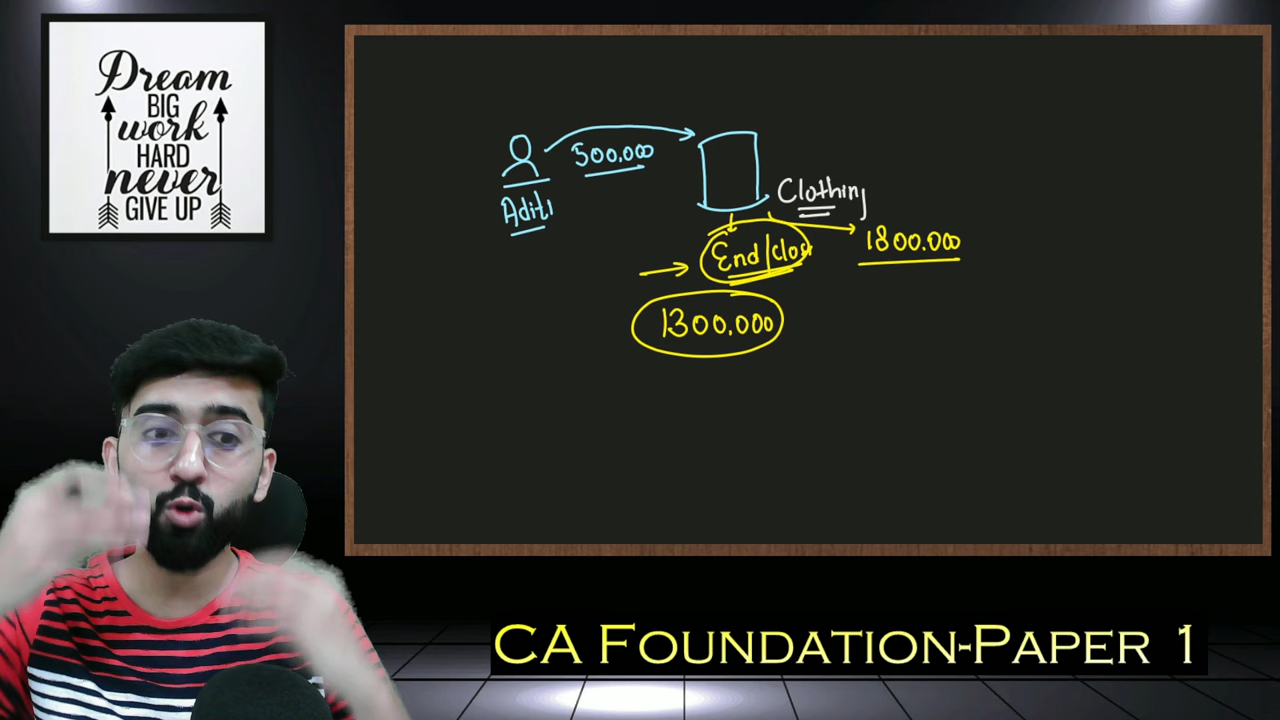 Dream
BIG
work
HARD
never
GIVE UP
500,000
Aditi
Clothing
End/Clos
1800.000
1300.000
CA FOUNDATION-PAPER 1